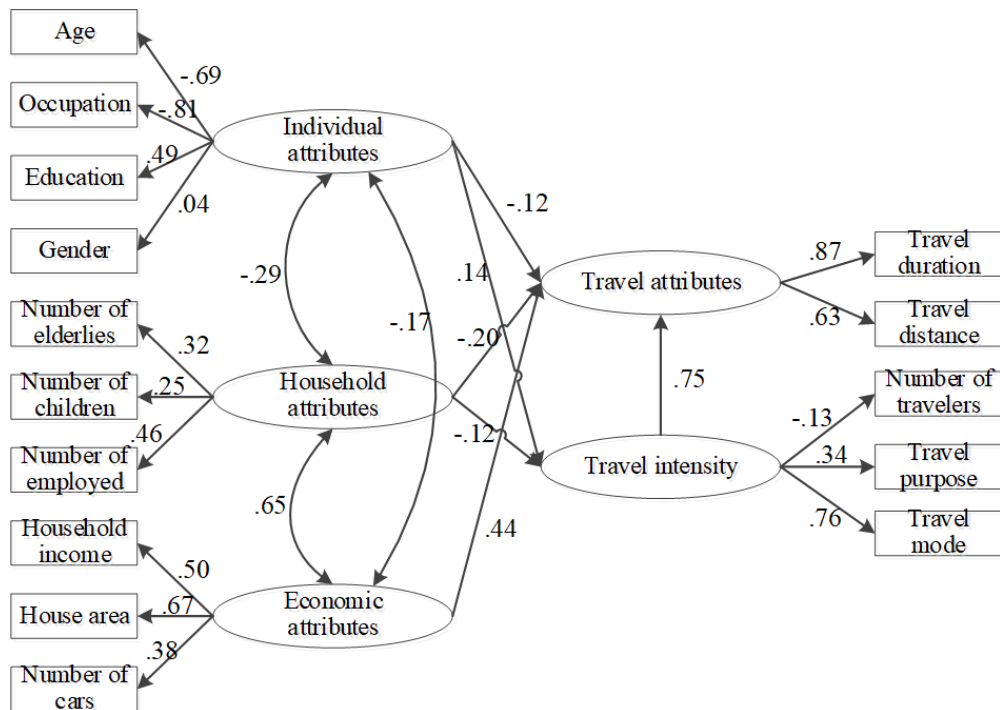 Age
Occupation
Education
Gender
Number of
elderlies
Number of
children
Number of
employed
Household
income
House area
Number of
cars
-.69
-.81
.49
.04
.32
.25
.46
.50
.67
.38
Individual
attributes
Household
attributes
Economic
attributes
-.29
-.17
.65
-.12
.14
-.20
-.12
.44
Travel attributes
.75
Travel intensity
.87
.63
-.13
.34
.76
Travel
duration
Travel
distance
Number of
travelers
Travel
purpose
Travel
mode